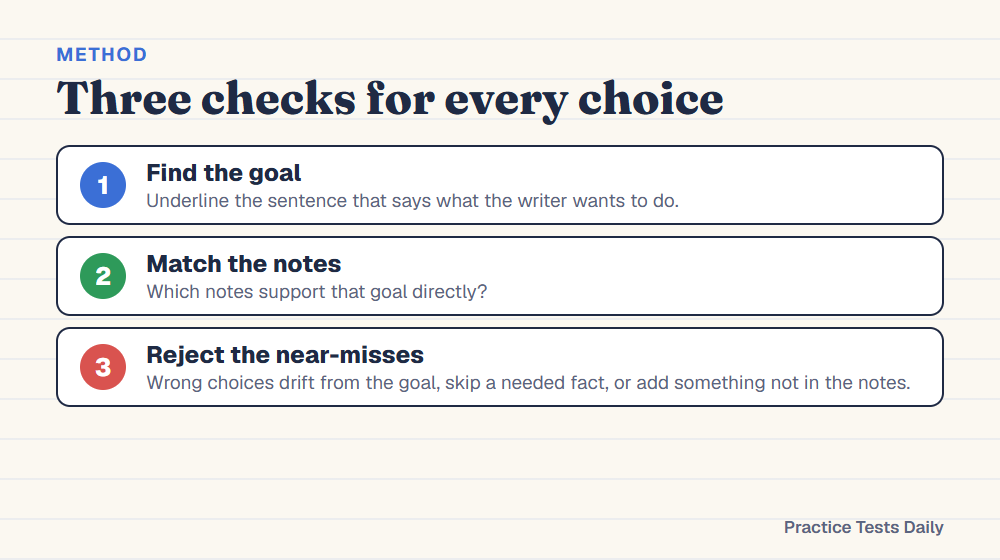 METHOD
Three checks for every choice
1
Find the goal
Underline the sentence that says what the writer wants to do.
2
Match the notes
Which notes support that goal directly?
3
Reject the near-misses
Wrong choices drift from the goal, skip a needed fact, or add something not in the notes.
Practice Tests Daily